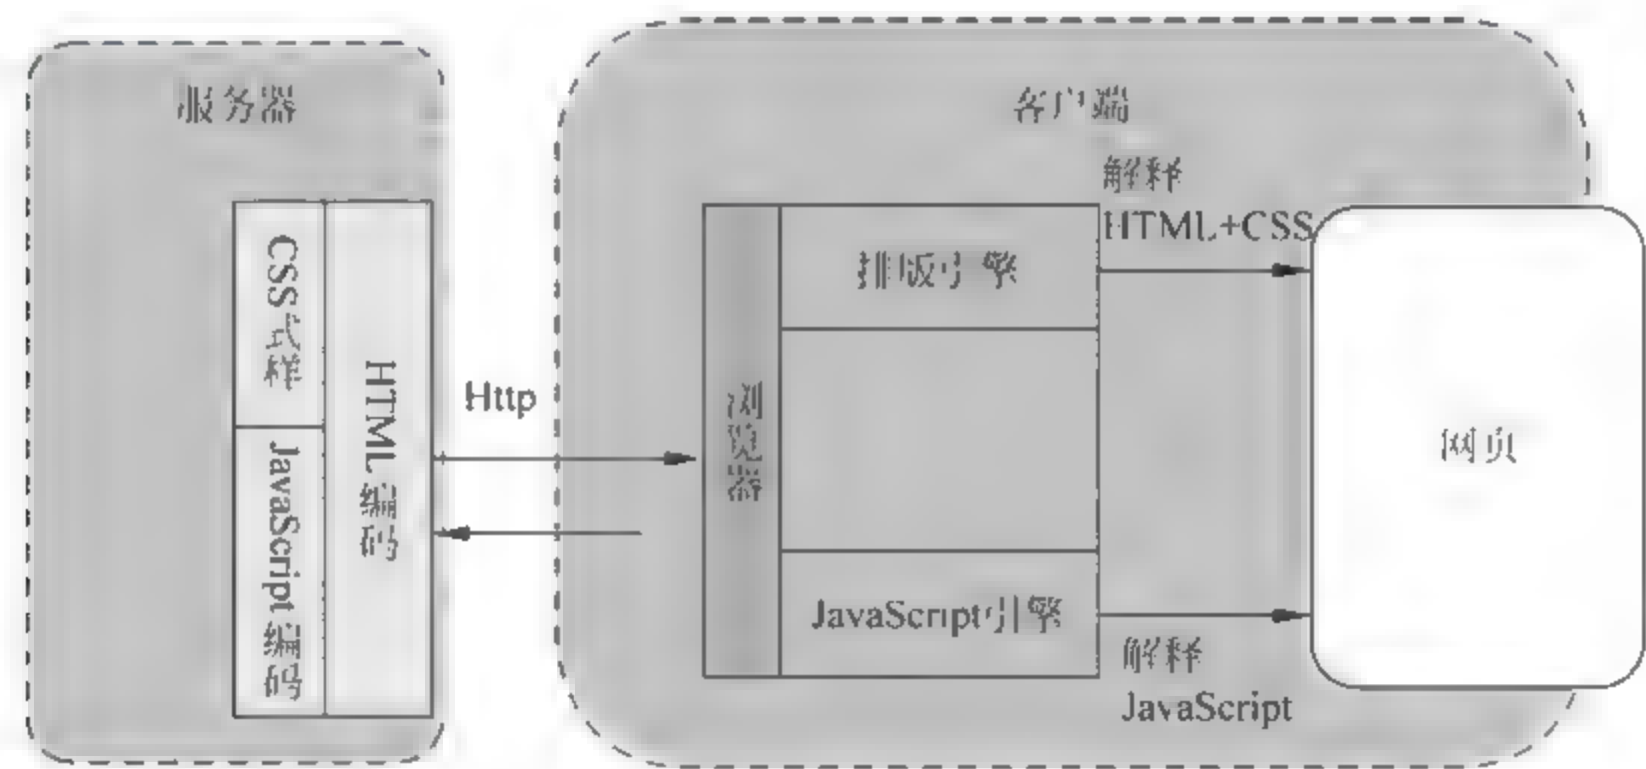 服务器
CSS式样
JavaScript编码
HTML编码
Http
客户端
浏览器
排版引擎
JavaScript引擎
解释
HTML+CSS
解释
JavaScript
网页